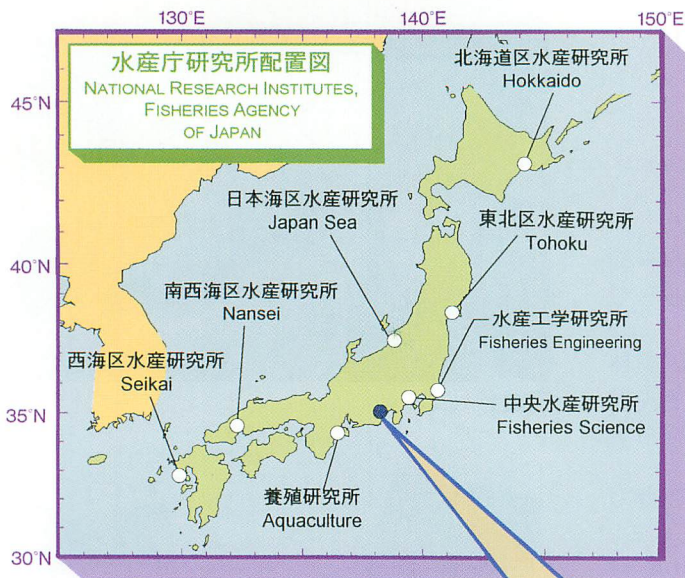 130°E
140°E
150°E
水産庁研究所配置図
NATIONAL RESEARCH INSTITUTES,
FISHERIES AGENCY
OF JAPAN
北海道区水産研究所
Hokkaido
45°N
日本海区水産研究所
Japan Sea
東北区水産研究所
Tohoku
40°N
南西海区水産研究所
Nansei
水産工学研究所
Fisheries Engineering
西海区水産研究所
Seikai
35°N
中央水産研究所
Fisheries Science
養殖研究所
Aquaculture
30°N